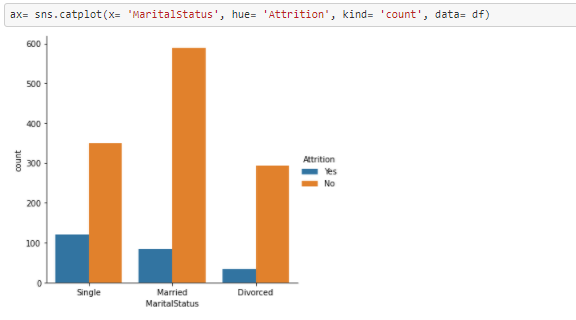 ax= sns.catplot(x= 'MaritalStatus', hue= 'Attrition', kind= 'count', data= df)
600
500
400
300
200
100
0
count
Single Married Divorced
MaritalStatus
Attrition
Yes
No